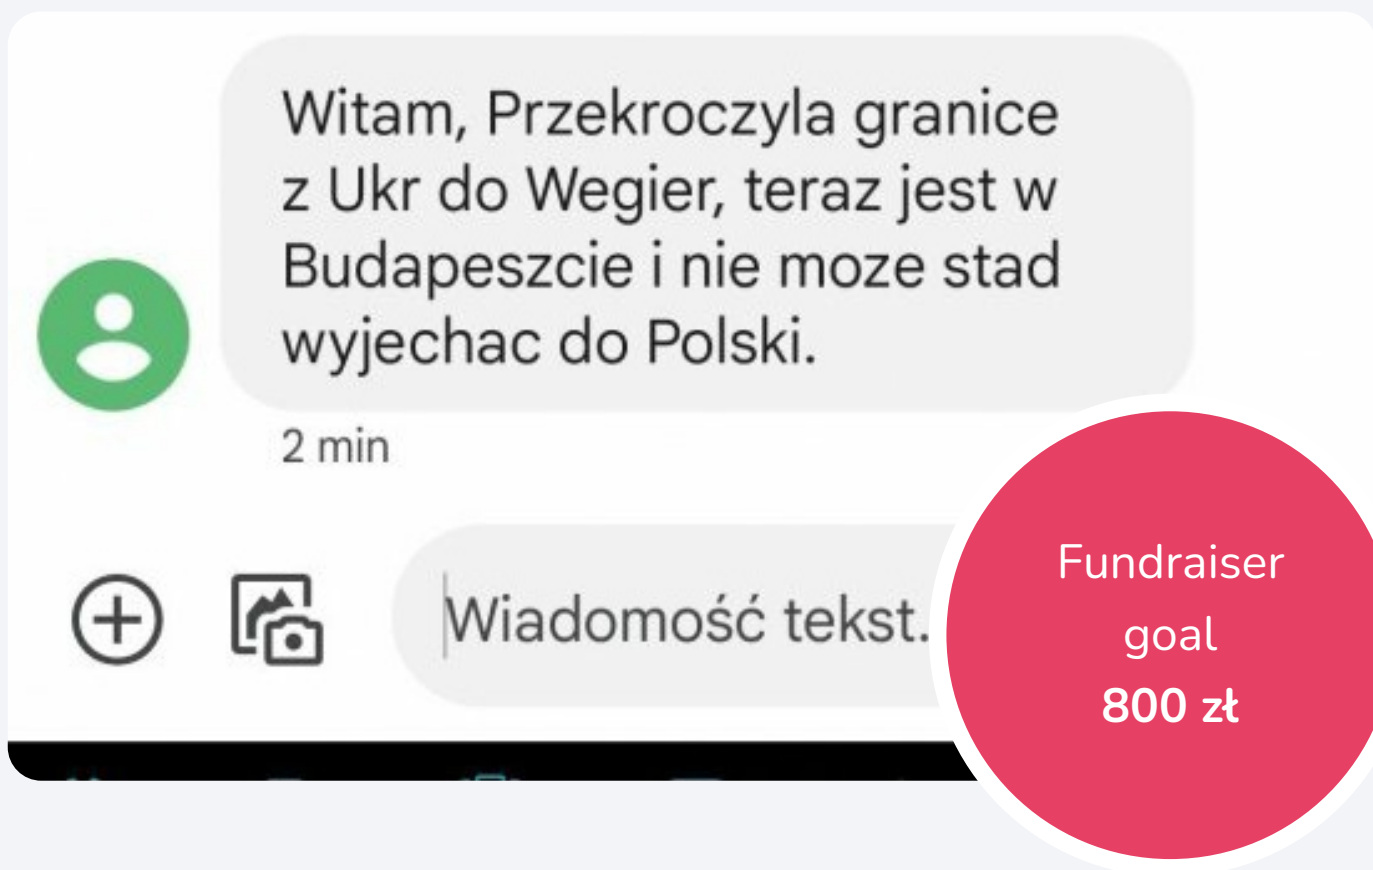 Witam, Przekroczyla granice
z Ukr do Wegier, teraz jest w
Budapeszcie i nie moze stad
wyjechac do Polski.
2 min
Wiadomość tekst.
Fundraiser
goal
800 zł